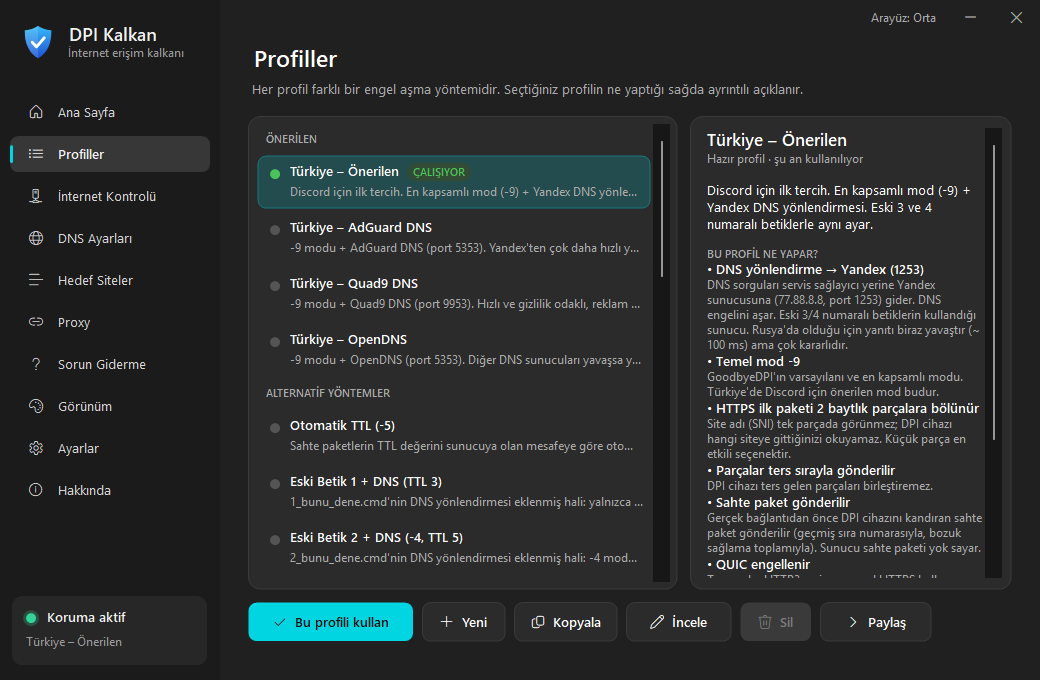 DPI Kalkan
İnternet erişim kalkanı
Ana Sayfa
Profiller
İnternet Kontrolü
DNS Ayarları
Hedef Siteler
Proxy
Sorun Giderme
Görünüm
Ayarlar
Hakkında
Koruma aktif
Türkiye – Önerilen
Arayüz: Orta
Profiller
Her profil farklı bir engel aşma yöntemidir. Seçtiğiniz profilin ne yaptığı sağda ayrıntılı açıklanır.
ÖNERİLEN
Türkiye – Önerilen ÇALIŞIYOR
Discord için ilk tercih. En kapsamlı mod (-9) + Yandex DNS yönle...
Türkiye – AdGuard DNS
-9 modu + AdGuard DNS (port 5353). Yandex'ten çok daha hızlı y...
Türkiye – Quad9 DNS
-9 modu + Quad9 DNS (port 9953). Hızlı ve gizlilik odaklı, reklam ...
Türkiye – OpenDNS
-9 modu + OpenDNS (port 5353). Diğer DNS sunucuları yavaşsa y...
ALTERNATİF YÖNTEMLER
Otomatik TTL (-5)
Sahte paketlerin TTL değerini sunucuya olan mesafeye göre oto...
Eski Betik 1 + DNS (TTL 3)
1_bunu_dene.cmd'nin DNS yönlendirmesi eklenmiş hali: yalnızca ...
Eski Betik 2 + DNS (-4, TTL 5)
2_bunu_dene.cmd'nin DNS yönlendirmesi eklenmiş hali: -4 mod...
Türkiye – Önerilen
Hazır profil · şu an kullanılıyor
Discord için ilk tercih. En kapsamlı mod (-9) +
Yandex DNS yönlendirmesi. Eski 3 ve 4
numaralı betiklerle aynı ayar.
BU PROFİL NE YAPAR?
• DNS yönlendirme → Yandex (1253)
DNS sorguları servis sağlayıcı yerine Yandex
sunucusuna (77.88.8.8, port 1253) gider. DNS
engelini aşar. Eski 3/4 numaralı betiklerin kullandığı
sunucu. Rusya'da olduğu için yanıtı biraz yavaştır (~
100 ms) ama çok kararlıdır.
• Temel mod -9
GoodbyeDPI'ın varsayılanı ve en kapsamlı modu.
Türkiye'de Discord için önerilen mod budur.
• HTTPS ilk paketi 2 baytlık parçalara bölünür
Site adı (SNI) tek parçada görünmez; DPI cihazı
hangi siteye gittiğinizi okuyamaz. Küçük parça en
etkili seçenektir.
• Parçalar ters sırayla gönderilir
DPI cihazı ters gelen parçaları birleştiremez.
• Sahte paket gönderilir
Gerçek bağlantıdan önce DPI cihazını kandıran sahte
paket gönderilir (geçmiş sıra numarasıyla, bozuk
sağlama toplamıyla). Sunucu sahte paketi yok sayar.
• QUIC engellenir
Bu profili kullan
Yeni
Kopyala
İncele
Sil
Paylaş